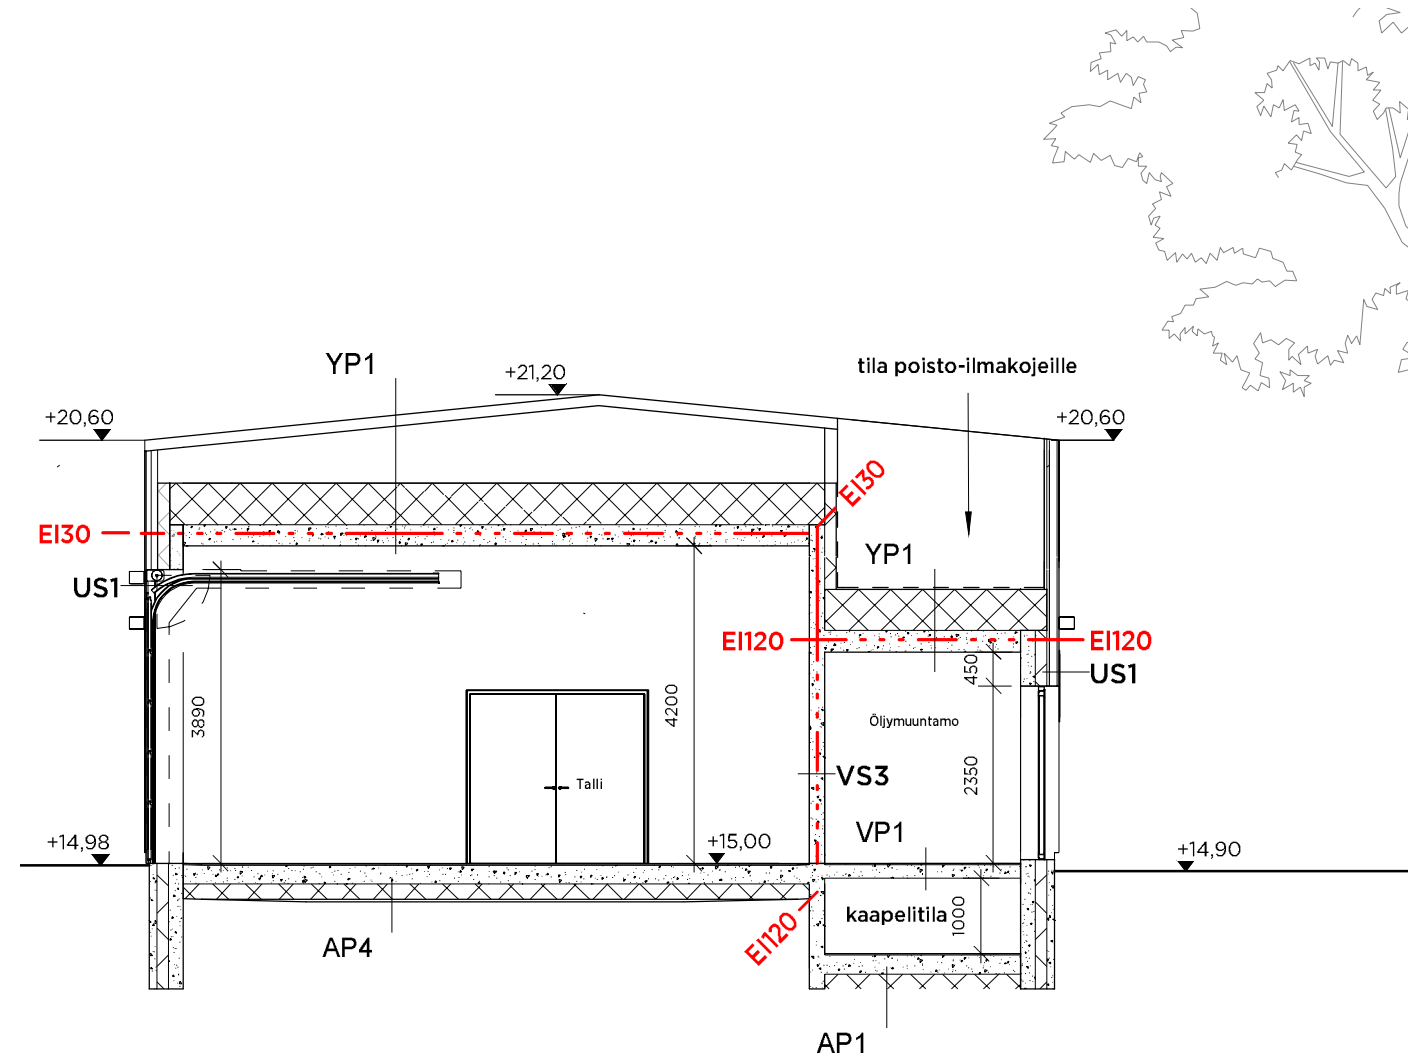 YP1
tila poisto-ilmakojeille
+21,20
+20,60
+20,60
EI30
EI30
YP1
US1
EI120
EI120
450
US1
3890
4200
Öljymuuntamo
2350
Talli
VS3
VP1
+14,98
+15,00
+14,90
kaapelitila
1000
EI120
AP4
AP1